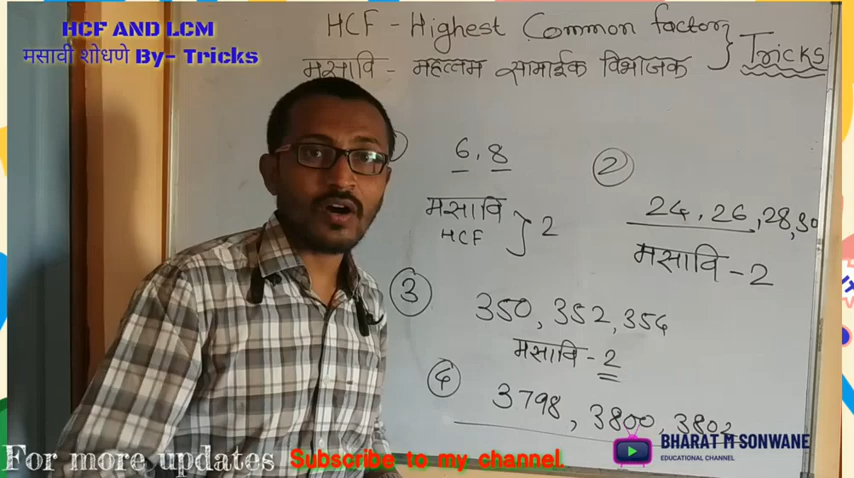 HCF AND LCM
मसावी शोधणे By- Tricks
HCF - Highest Common factor
मसावि - महत्तम सामाईक विभाजक
Tricks
6, 8
मसावि
HCF
2
②
24, 26, 28, 30
मसावि - 2
③
350, 352, 354
मसावि - 2
④
3798, 3800, 3802
BHARAT M SONWANE
EDUCATIONAL CHANNEL
For more updates Subscribe to my channel.